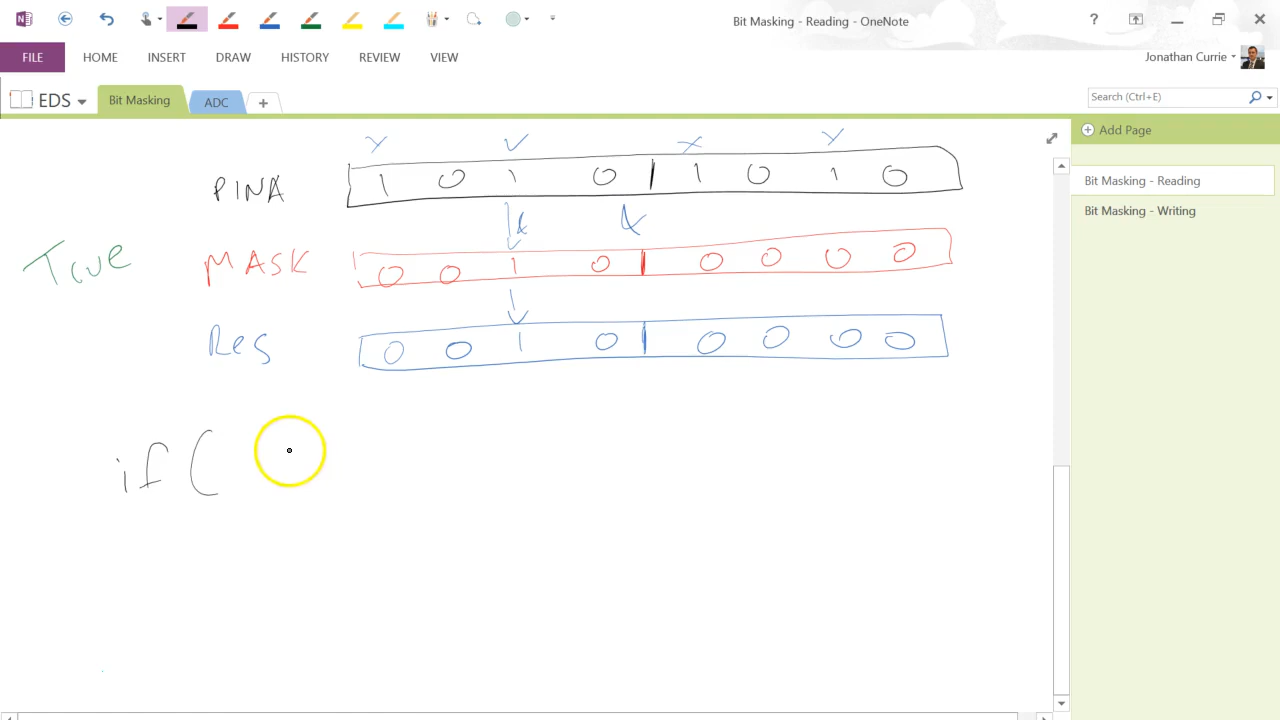 Bit Masking - Reading - OneNote
?
FILE HOME INSERT DRAW HISTORY REVIEW VIEW
Jonathan Currie
EDS Bit Masking ADC +
Search (Ctrl+E)
Add Page
Bit Masking - Reading
Bit Masking - Writing
PINA 1 0 1 0 1 0 1 0
& &
True MASK 0 0 1 0 0 0 0 0
Res 0 0 1 0 0 0 0 0
if (